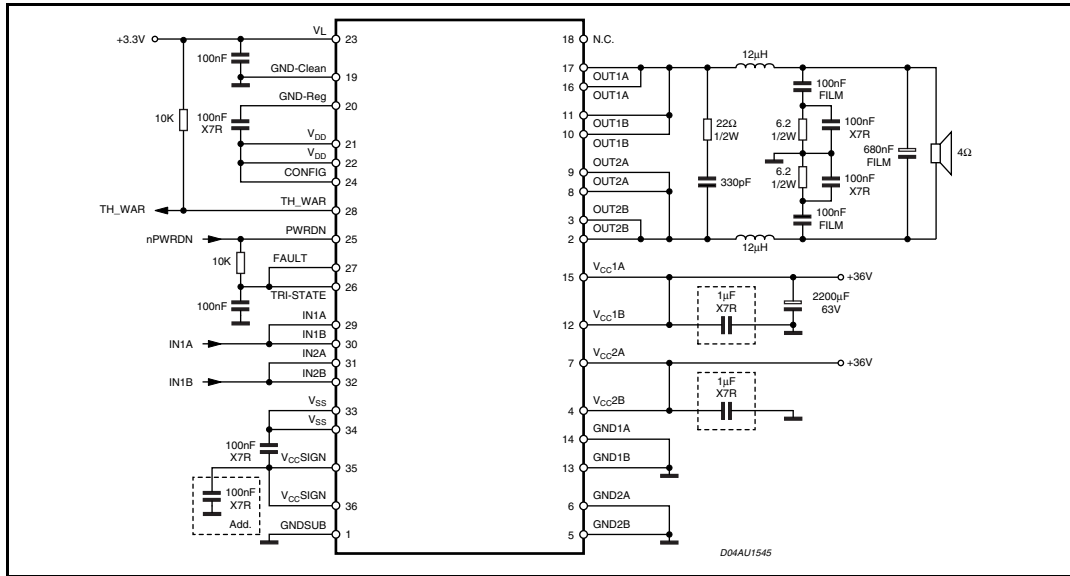 +3.3V
100nF
10K
VL
23
GND-Clean
19
GND-Reg
20
100nF
X7R
VDD
21
VDD
22
CONFIG
24
TH_WAR
TH_WAR
28
nPWRDN
PWRDN
25
10K
FAULT
27
26
TRI-STATE
100nF
IN1A
29
IN1A
IN1B
30
IN2A
31
IN1B
IN2B
32
VSS
33
VSS
34
100nF
X7R
VCCSIGN
35
100nF
X7R
Add.
VCCSIGN
36
GNDSUB
1
18
N.C.
17
OUT1A
16
OUT1A
11
OUT1B
10
OUT1B
OUT2A
9
OUT2A
8
OUT2B
3
OUT2B
2
12µH
22Ω
1/2W
330pF
12µH
100nF
FILM
6.2
1/2W
100nF
X7R
6.2
1/2W
100nF
X7R
100nF
FILM
680nF
FILM
4Ω
15
VCC1A
+36V
1µF
X7R
2200µF
63V
12
VCC1B
7
VCC2A
+36V
1µF
X7R
4
VCC2B
14
GND1A
13
GND1B
6
GND2A
5
GND2B
D04AU1545